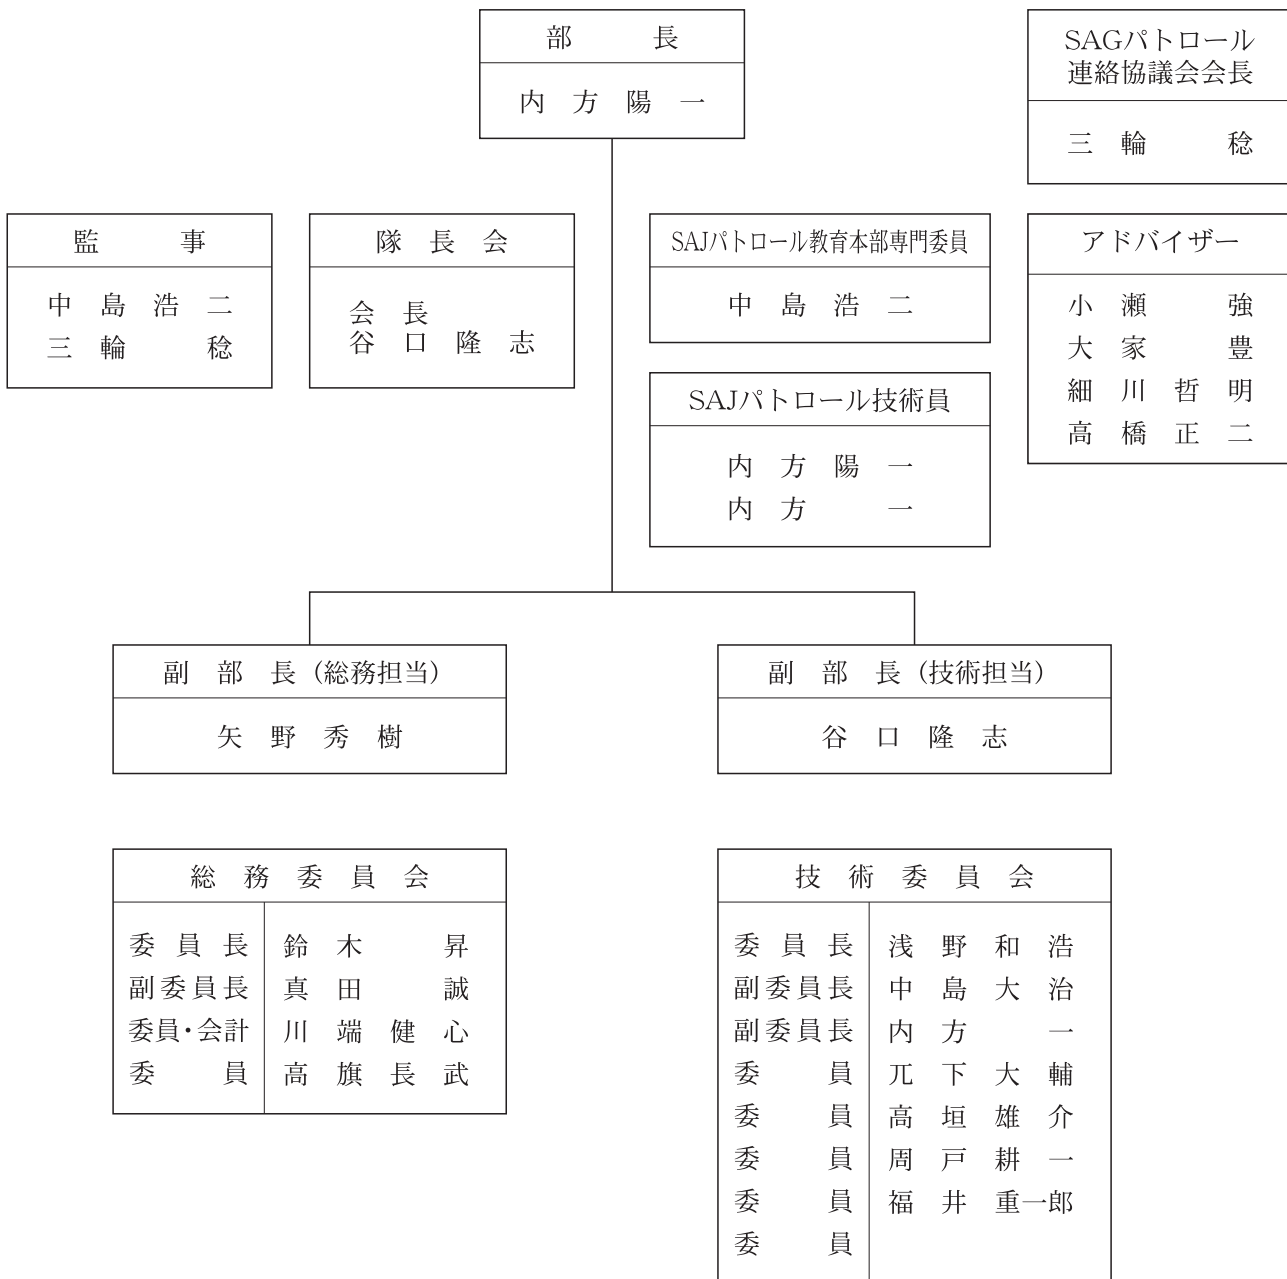 部長
内方陽一
SAGパトロール
連絡協議会会長
三輪 稔
監事
中島浩二
三輪 稔
隊長会
会長
谷口隆志
SAJパトロール教育本部専門委員
中島浩二
SAJパトロール技術員
内方陽一
内方 一
アドバイザー
小瀬 強
大家 豊
細川哲明
高橋正二
副部長(総務担当)
矢野秀樹
副部長(技術担当)
谷口隆志
総務委員会
委員長 鈴木 昇
副委員長 真田 誠
委員・会計 川端健心
委員 高旗長武
技術委員会
委員長 浅野和浩
副委員長 中島大治
副委員長 内方 一
委員 兀下大輔
委員 高垣雄介
委員 周戸耕一
委員 福井重一郎
委員